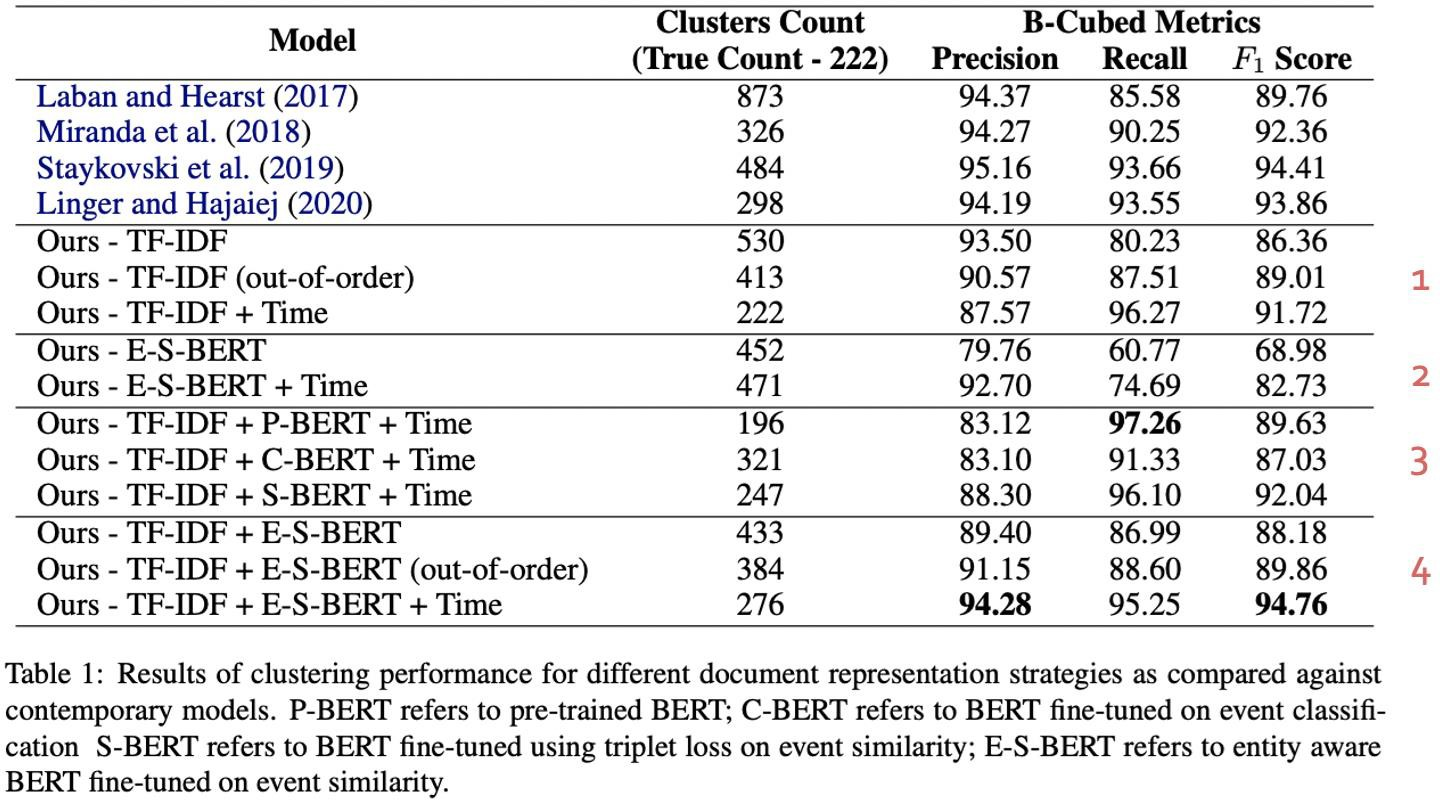 Model Clusters Count B-Cubed Metrics
(True Count - 222) Precision Recall F1 Score
Laban and Hearst (2017) 873 94.37 85.58 89.76
Miranda et al. (2018) 326 94.27 90.25 92.36
Staykovski et al. (2019) 484 95.16 93.66 94.41
Linger and Hajaiej (2020) 298 94.19 93.55 93.86
Ours - TF-IDF 530 93.50 80.23 86.36
Ours - TF-IDF (out-of-order) 413 90.57 87.51 89.01 1
Ours - TF-IDF + Time 222 87.57 96.27 91.72
Ours - E-S-BERT 452 79.76 60.77 68.98
2
Ours - E-S-BERT + Time 471 92.70 74.69 82.73
Ours - TF-IDF + P-BERT + Time 196 83.12 97.26 89.63
Ours - TF-IDF + C-BERT + Time 321 83.10 91.33 87.03 3
Ours - TF-IDF + S-BERT + Time 247 88.30 96.10 92.04
Ours - TF-IDF + E-S-BERT 433 89.40 86.99 88.18
Ours - TF-IDF + E-S-BERT (out-of-order) 384 91.15 88.60 89.86 4
Ours - TF-IDF + E-S-BERT + Time 276 94.28 95.25 94.76
Table 1: Results of clustering performance for different document representation strategies as compared against
contemporary models. P-BERT refers to pre-trained BERT; C-BERT refers to BERT fine-tuned on event classifi-
cation S-BERT refers to BERT fine-tuned using triplet loss on event similarity; E-S-BERT refers to entity aware
BERT fine-tuned on event similarity.